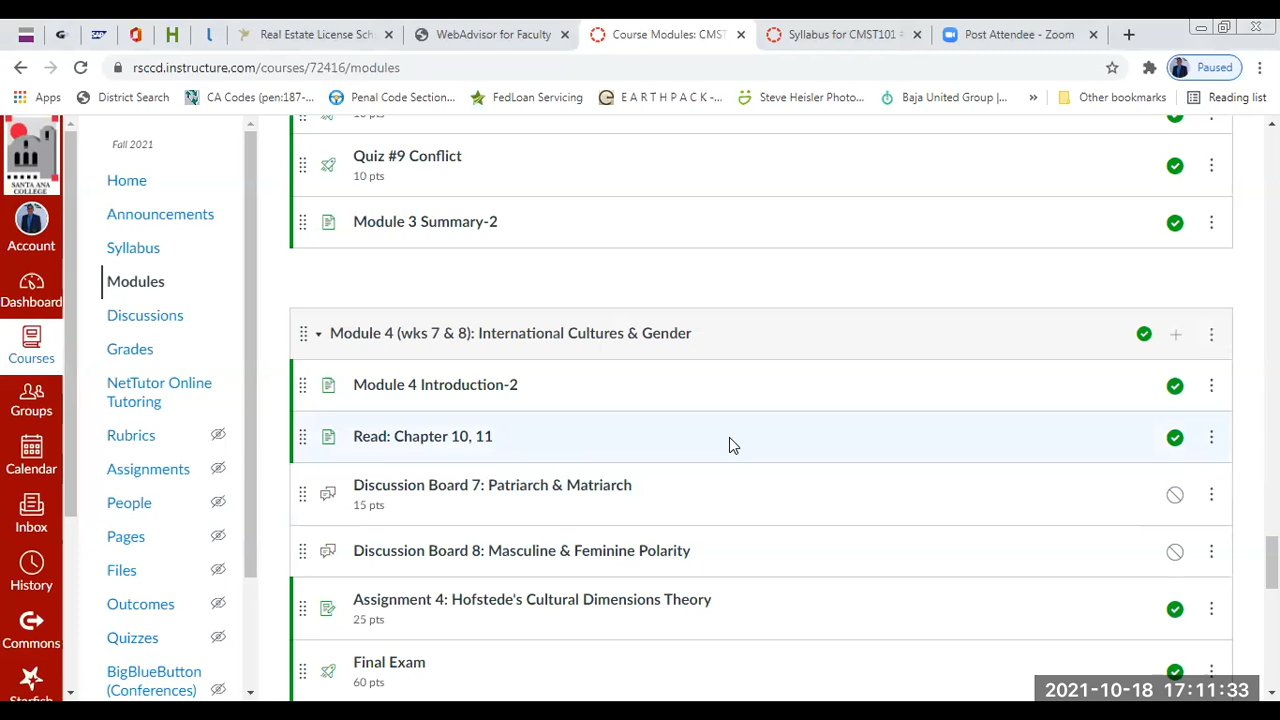 Real Estate License Sch
WebAdvisor for Faculty
Course Modules: CMST
Syllabus for CMST101
Post Attendee - Zoom
rsccd.instructure.com/courses/72416/modules
Paused
Apps
District Search
CA Codes (pen:187-...
Penal Code Section...
FedLoan Servicing
E A R T H P A C K -...
Steve Heisler Photo...
Baja United Group |...
»
Other bookmarks
Reading list
SANTA ANA
COLLEGE
Account
Dashboard
Courses
Groups
Calendar
Inbox
History
Commons
Fall 2021
Home
Announcements
Syllabus
Modules
Discussions
Grades
NetTutor Online
Tutoring
Rubrics
Assignments
People
Pages
Files
Outcomes
Quizzes
BigBlueButton
(Conferences)
10 pts
Quiz #9 Conflict
10 pts
Module 3 Summary-2
Module 4 (wks 7 & 8): International Cultures & Gender
Module 4 Introduction-2
Read: Chapter 10, 11
Discussion Board 7: Patriarch & Matriarch
15 pts
Discussion Board 8: Masculine & Feminine Polarity
Assignment 4: Hofstede's Cultural Dimensions Theory
25 pts
Final Exam
60 pts
2021-10-18 17:11:33